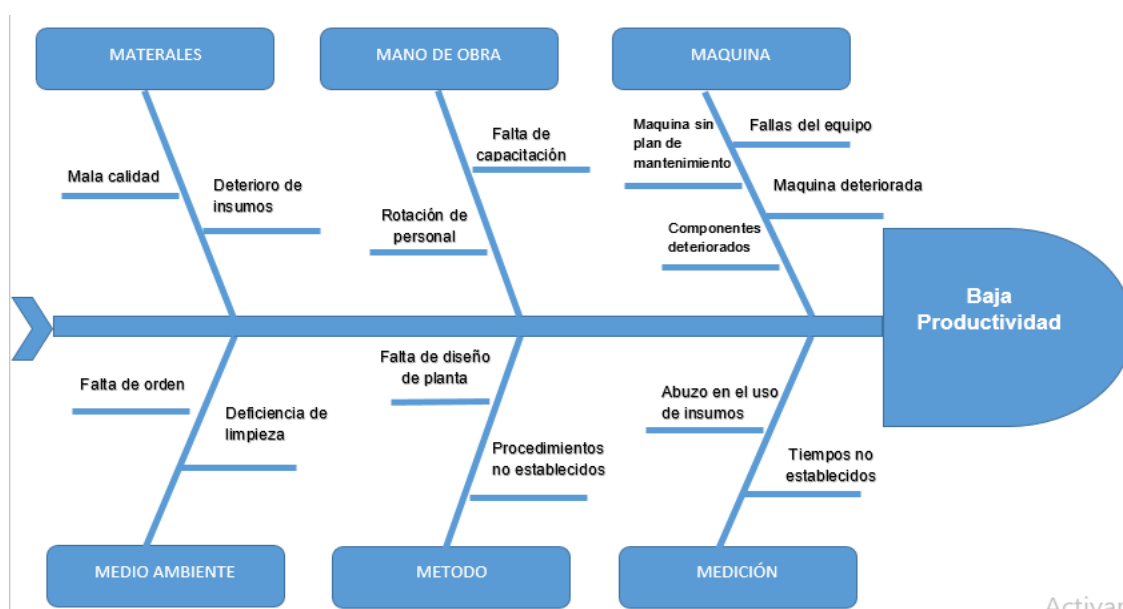 MATERALES
MANO DE OBRA
MAQUINA
Mala calidad
Deterioro de
insumos
Falta de
capacitación
Rotación de
personal
Maquina sin
plan de
mantenimiento
Fallas del equipo
Maquina deteriorada
Componentes
deteriorados
Baja
Productividad
Falta de orden
Deficiencia de
limpieza
Falta de diseño
de planta
Procedimientos
no establecidos
Abuzo en el uso
de insumos
Tiempos no
establecidos
MEDIO AMBIENTE
METODO
MEDICIÓN
Activar